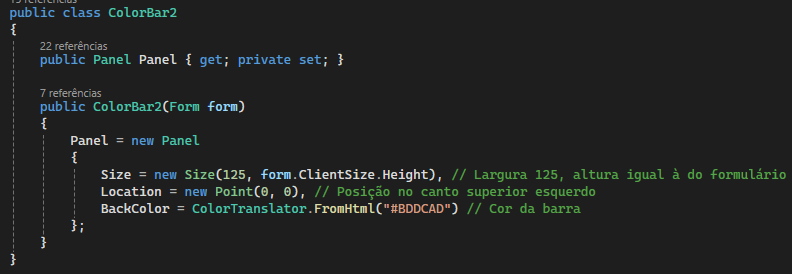 public class ColorBar2
{
22 referências
public Panel Panel { get; private set; }
7 referências
public ColorBar2(Form form)
{
Panel = new Panel
{
Size = new Size(125, form.ClientSize.Height), // Largura 125, altura igual à do formulário
Location = new Point(0, 0), // Posição no canto superior esquerdo
BackColor = ColorTranslator.FromHtml("#BDDCAD") // Cor da barra
};
}
}